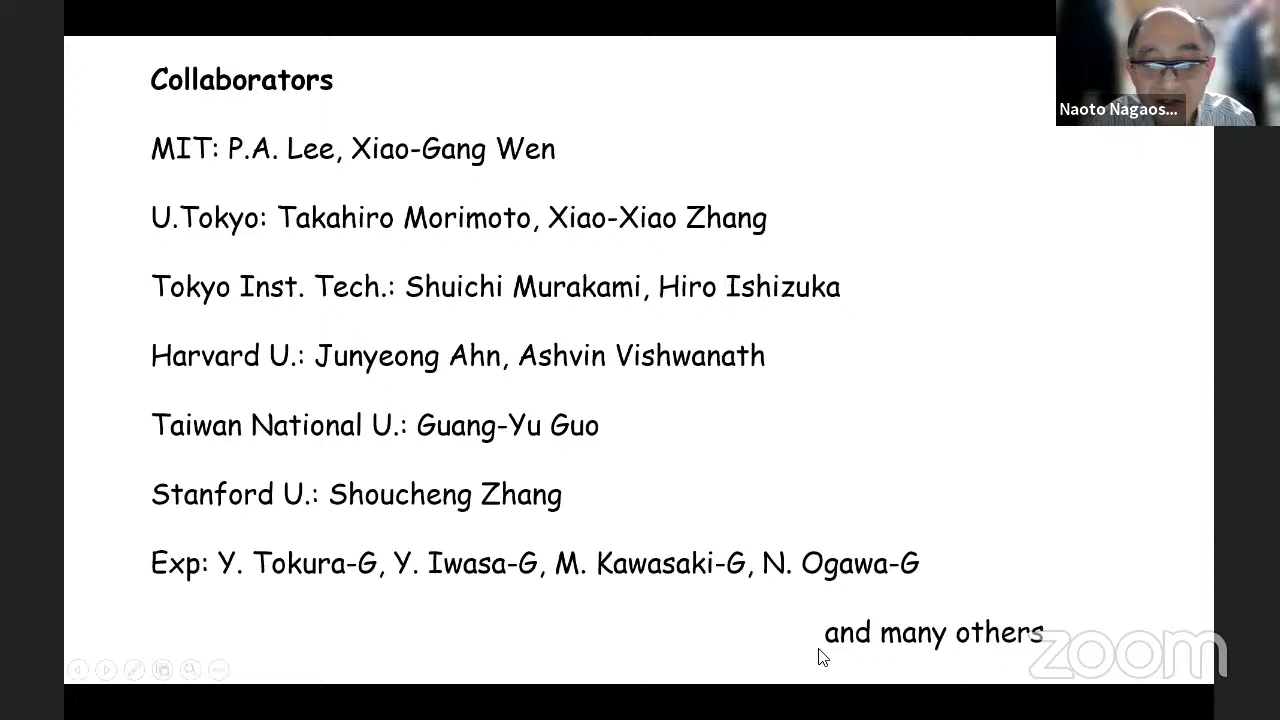 Collaborators
Naoto Nagaos...
MIT: P.A. Lee, Xiao-Gang Wen
U.Tokyo: Takahiro Morimoto, Xiao-Xiao Zhang
Tokyo Inst. Tech.: Shuichi Murakami, Hiro Ishizuka
Harvard U.: Junyeong Ahn, Ashvin Vishwanath
Taiwan National U.: Guang-Yu Guo
Stanford U.: Shoucheng Zhang
Exp: Y. Tokura-G, Y. Iwasa-G, M. Kawasaki-G, N. Ogawa-G
and many others
zoom